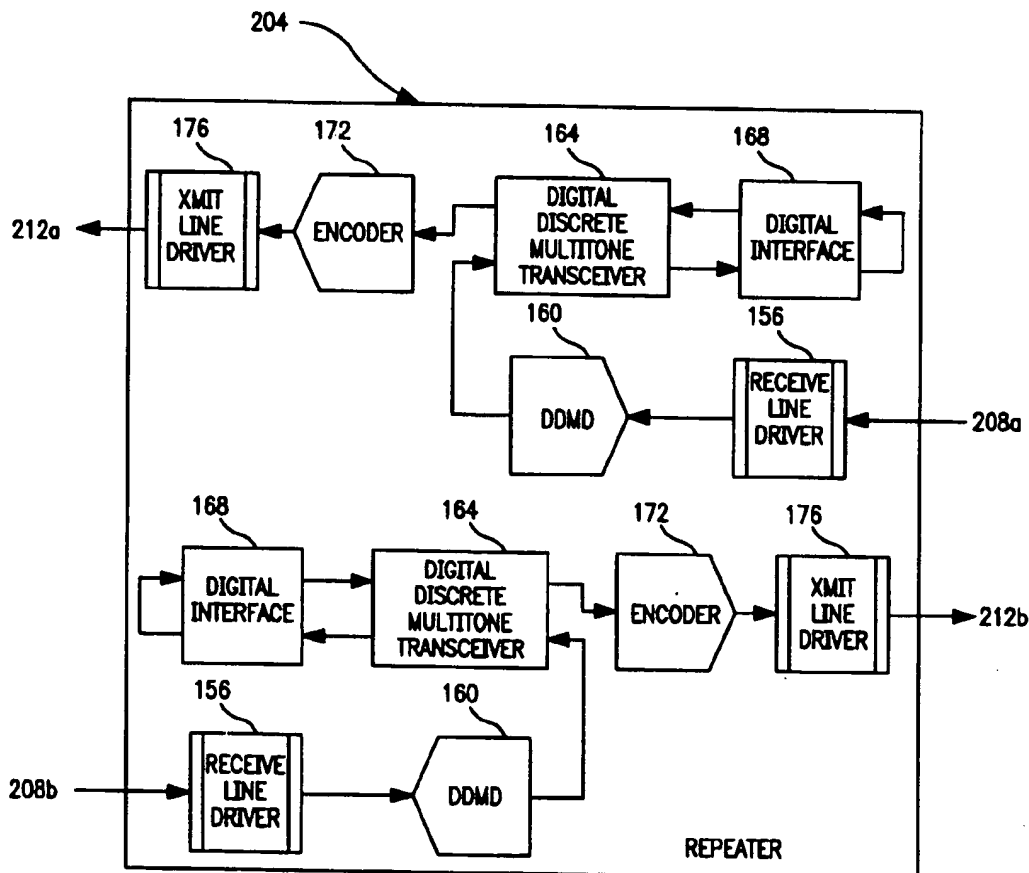 204
176
172
164
168
XMIT
LINE
DRIVER
ENCODER
DIGITAL
DISCRETE
MULTITONE
TRANSCEIVER
DIGITAL
INTERFACE
212a
160
156
DDMD
RECEIVE
LINE
DRIVER
208a
168
164
172
176
DIGITAL
INTERFACE
DIGITAL
DISCRETE
MULTITONE
TRANSCEIVER
ENCODER
XMIT
LINE
DRIVER
212b
156
160
208b
RECEIVE
LINE
DRIVER
DDMD
REPEATER